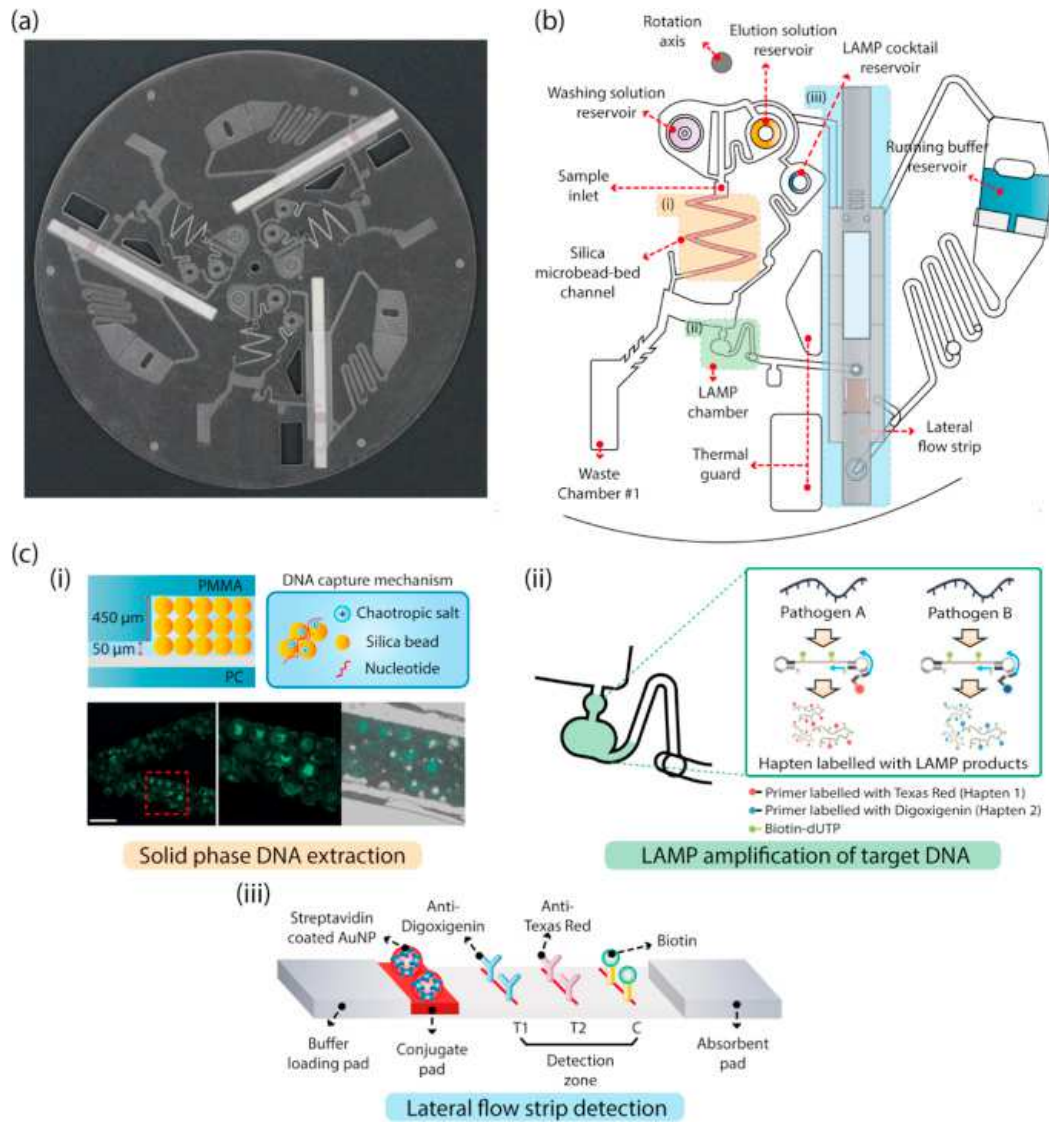 (a)
(b)
Rotation
axis
Elution solution
reservoir
LAMP cocktail
reservoir
Washing solution
reservoir
(iii)
Running buffer
reservoir
Sample
inlet
(i)
Silica
microbead-bed
channel
(ii)
LAMP
chamber
Lateral
flow strip
Thermal
guard
Waste
Chamber #1
(c)
(i)
PMMA
450 μm
50 μm
PC
DNA capture mechanism
Chaotropic salt
Silica bead
Nucleotide
Solid phase DNA extraction
(ii)
Pathogen A
Pathogen B
Hapten labelled with LAMP products
Primer labelled with Texas Red (Hapten 1)
Primer labelled with Digoxigenin (Hapten 2)
Biotin-dUTP
LAMP amplification of target DNA
(iii)
Streptavidin
coated AuNP
Anti-
Digoxigenin
Anti-
Texas Red
Biotin
T1
T2
C
Buffer
loading pad
Conjugate
pad
Detection
zone
Absorbent
pad
Lateral flow strip detection